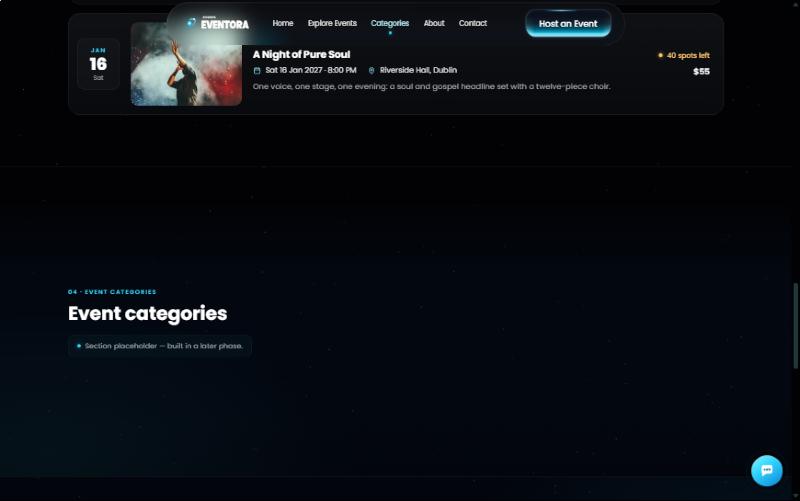 EVENTORA
Home
Explore Events
Categories
About
Contact
Host an Event
JAN
16
Sat
A Night of Pure Soul
Sat 16 Jan 2027 · 8:00 PM
Riverside Hall, Dublin
One voice, one stage, one evening: a soul and gospel headline set with a twelve-piece choir.
40 spots left
$55
04 · EVENT CATEGORIES
Event categories
Section placeholder — built in a later phase.